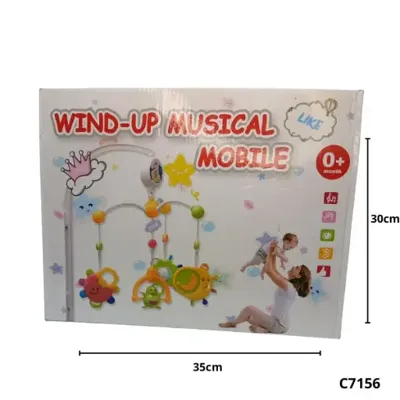 WIND-UP MUSICAL
MOBILE
LIKE
0+
month
30cm
35cm
C7156